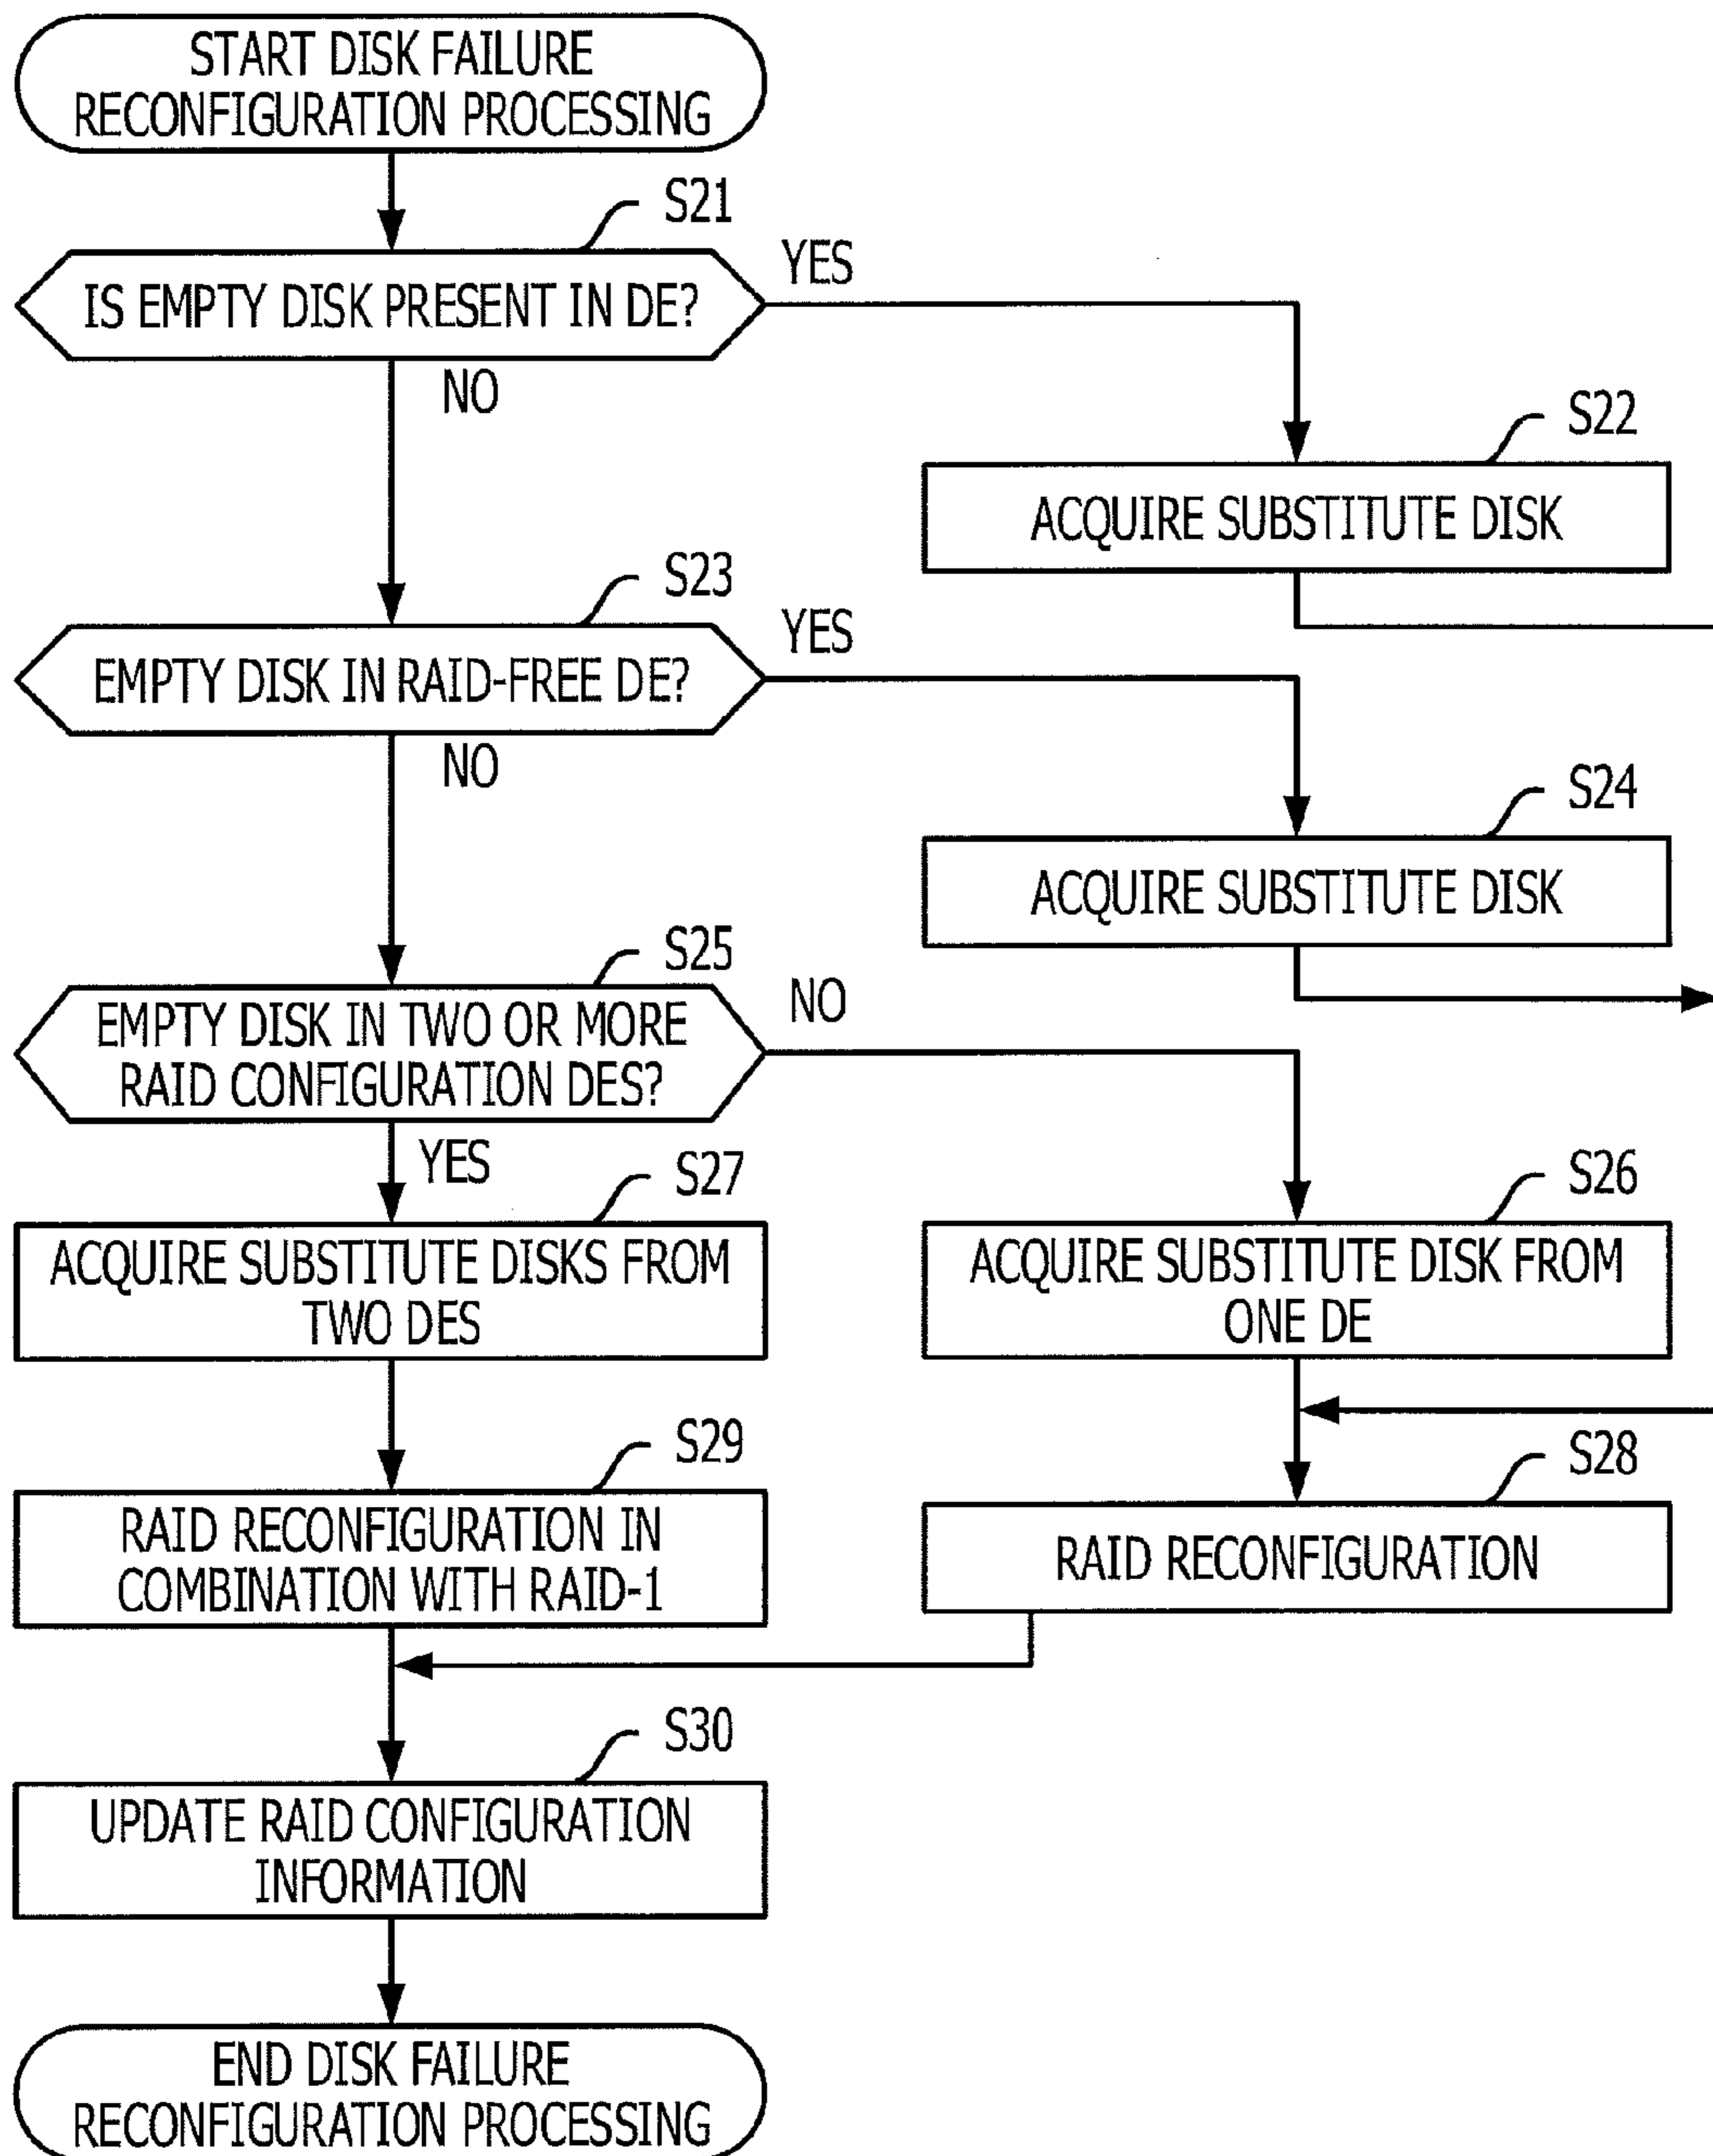 START DISK FAILURE
RECONFIGURATION PROCESSING
S21
YES
IS EMPTY DISK PRESENT IN DE?
NO
S22
ACQUIRE SUBSTITUTE DISK
S23
YES
EMPTY DISK IN RAID-FREE DE?
NO
S24
ACQUIRE SUBSTITUTE DISK
S25
NO
EMPTY DISK IN TWO OR MORE
RAID CONFIGURATION DES?
YES
S27
ACQUIRE SUBSTITUTE DISKS FROM
TWO DES
S26
ACQUIRE SUBSTITUTE DISK FROM
ONE DE
S29
RAID RECONFIGURATION IN
COMBINATION WITH RAID-1
S28
RAID RECONFIGURATION
S30
UPDATE RAID CONFIGURATION
INFORMATION
END DISK FAILURE
RECONFIGURATION PROCESSING